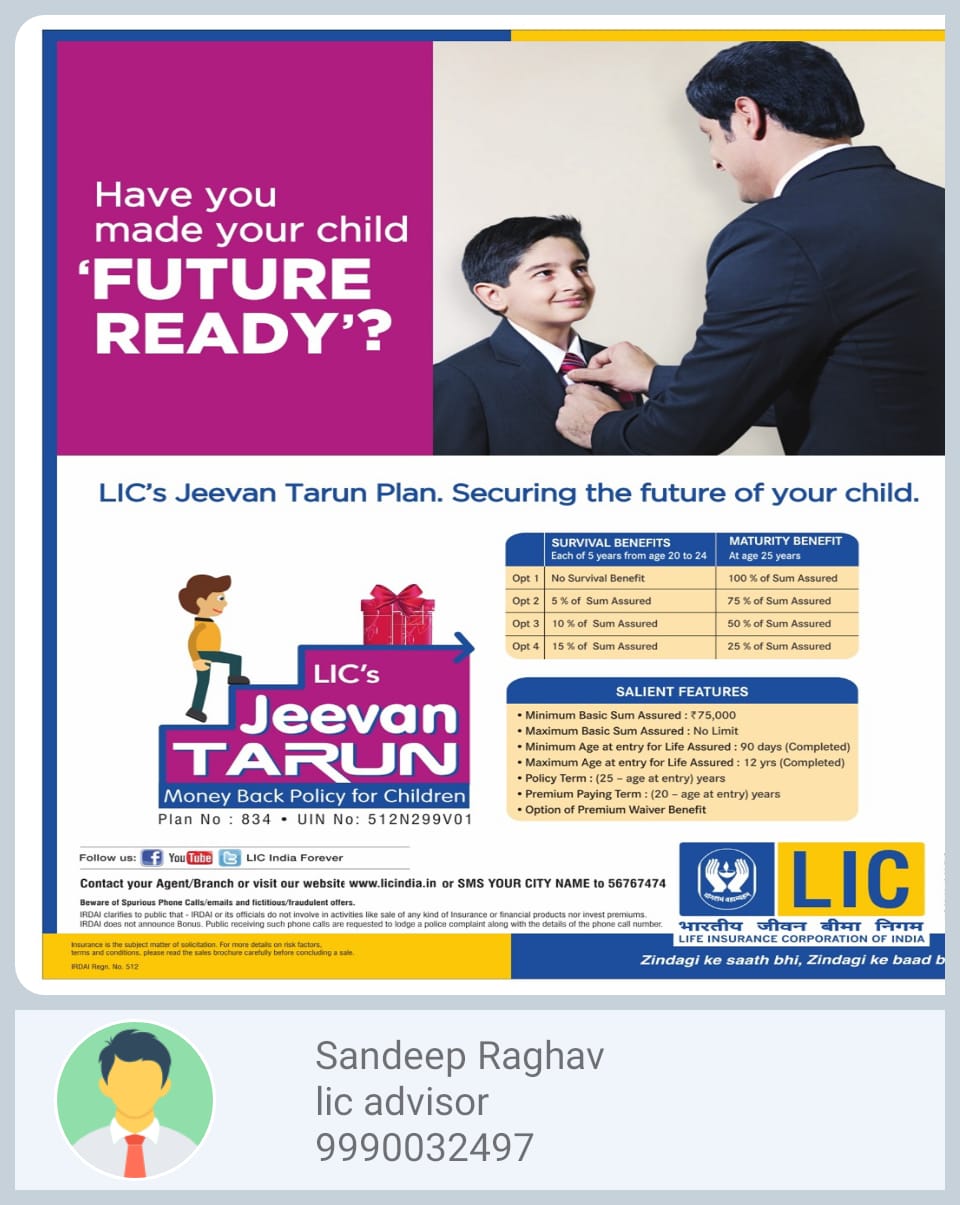 Have you
made your child
‘FUTURE
READY’?
LIC’s Jeevan Tarun Plan. Securing the future of your child.
SURVIVAL BENEFITS
Each of 5 years from age 20 to 24
MATURITY BENEFIT
At age 25 years
Opt 1 No Survival Benefit 100 % of Sum Assured
Opt 2 5 % of Sum Assured 75 % of Sum Assured
Opt 3 10 % of Sum Assured 50 % of Sum Assured
Opt 4 15 % of Sum Assured 25 % of Sum Assured
LIC’s
Jeevan
TARUN
Money Back Policy for Children
Plan No : 834 • UIN No: 512N299V01
SALIENT FEATURES
• Minimum Basic Sum Assured : ₹75,000
• Maximum Basic Sum Assured : No Limit
• Minimum Age at entry for Life Assured : 90 days (Completed)
• Maximum Age at entry for Life Assured : 12 yrs (Completed)
• Policy Term : (25 – age at entry) years
• Premium Paying Term : (20 – age at entry) years
• Option of Premium Waiver Benefit
Follow us: f YouTube LIC India Forever
Contact your Agent/Branch or visit our website www.licindia.in or SMS YOUR CITY NAME to 56767474
Beware of Spurious Phone Calls/emails and fictitious/fraudulent offers.
IRDAI clarifies to public that - IRDAI or its officials do not involve in activities like sale of any kind of Insurance or financial products nor invest premiums.
IRDAI does not announce Bonus. Public receiving such phone calls are requested to lodge a police complaint along with the details of the phone call number.
LIC
भारतीय जीवन बीमा निगम
LIFE INSURANCE CORPORATION OF INDIA
Insurance is the subject matter of solicitation. For more details on risk factors,
terms and conditions, please read the sales brochure carefully before concluding a sale.
IRDAI Regn. No. 512
Zindagi ke saath bhi, Zindagi ke baad b
Sandeep Raghav
lic advisor
9990032497